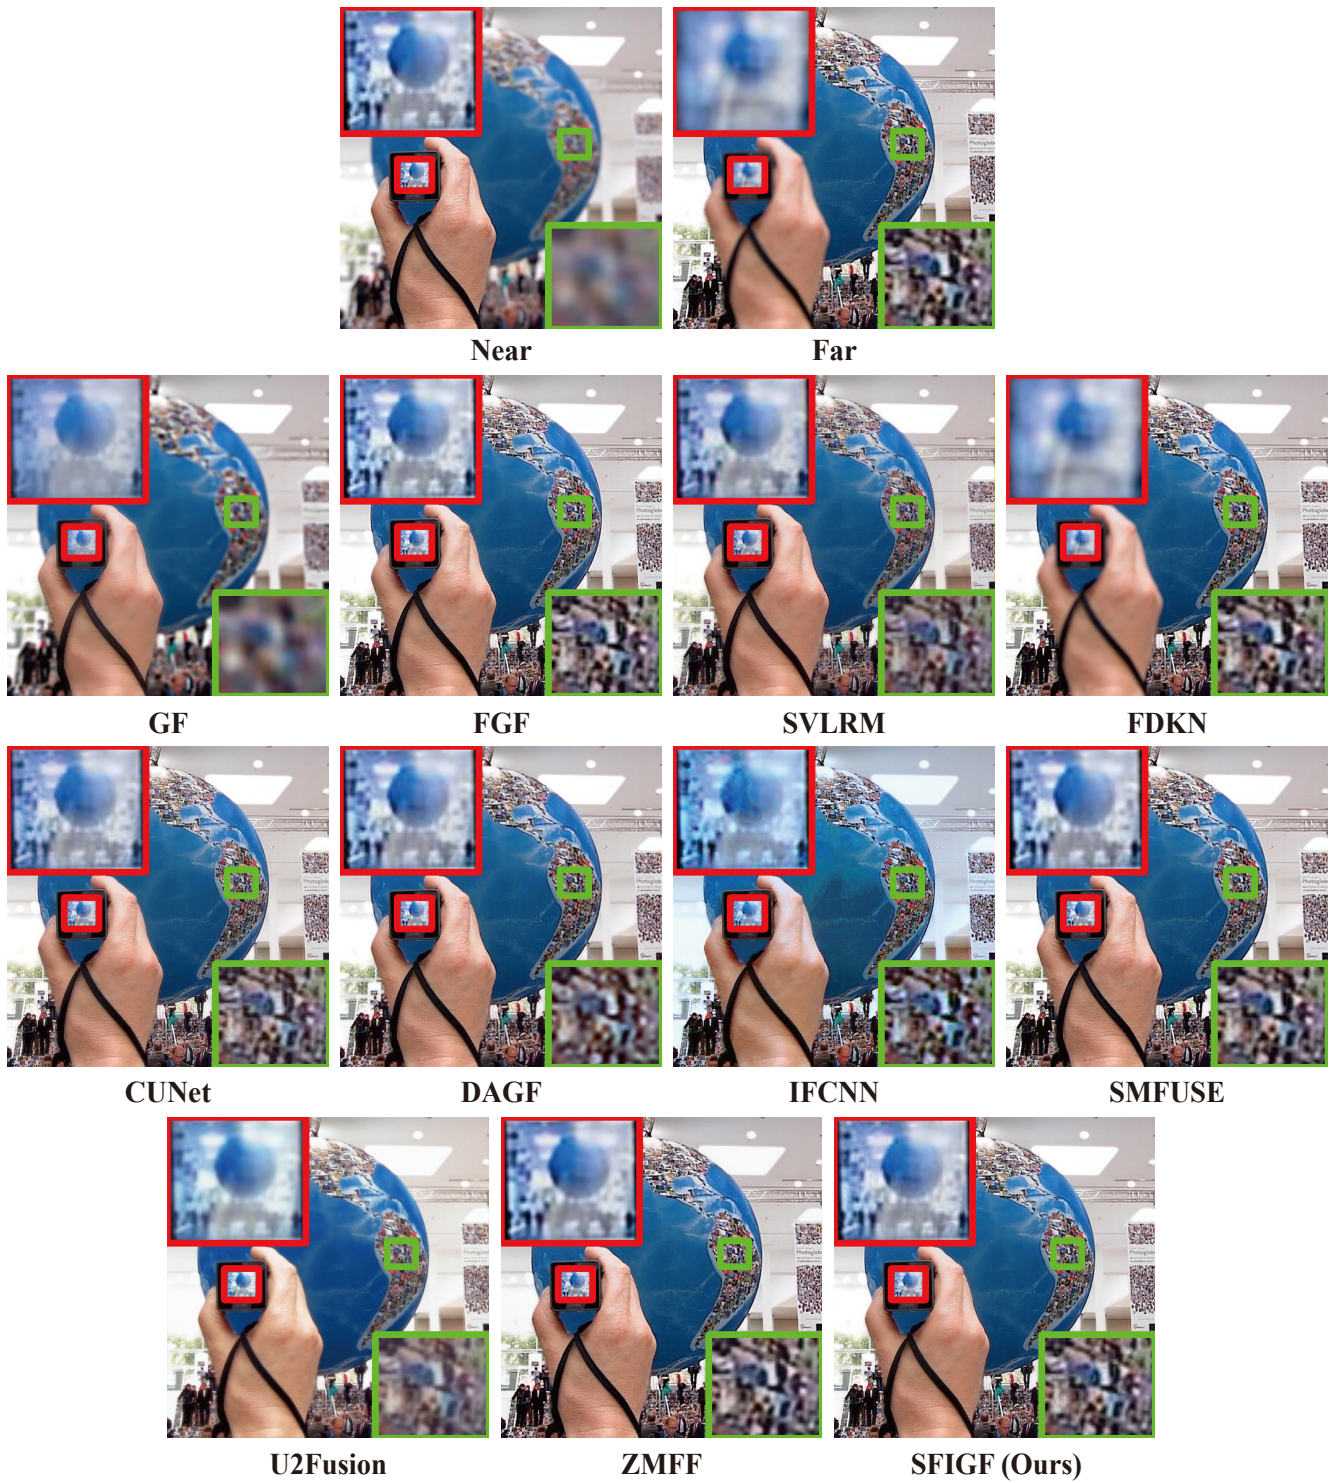 Near
Far
GF
FGF
SVLRM
FDKN
CUNet
DAGF
IFCNN
SMFUSE
U2Fusion
ZMFF
SFIGF (Ours)